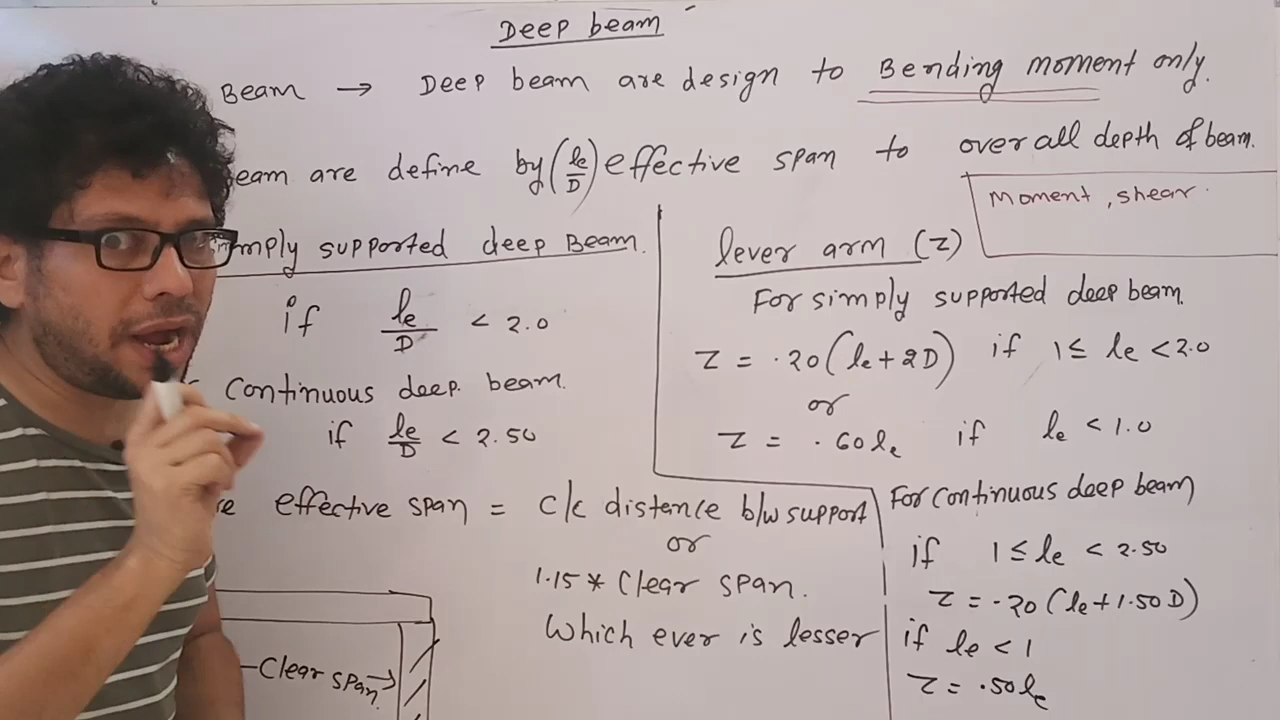 Deep beam
Beam → Deep beam are design to Bending moment only.
eam are define by (le/D) effective span to over all depth of beam.
Moment, shear.
mply supported deep Beam.
if le/D < 2.0
continuous deep beam.
if le/D < 2.50
effective span = c/c distance b/w support
or
1.15 * Clear span.
Which ever is lesser
Clear span
lever arm (z)
For simply supported deep beam.
z = .20 (le + 2D) if 1 ≤ le < 2.0
or
z = .60 le if le < 1.0
For continuous deep beam
if 1 ≤ le < 2.50
z = .20 (le + 1.50 D)
if le < 1
z = .50 le